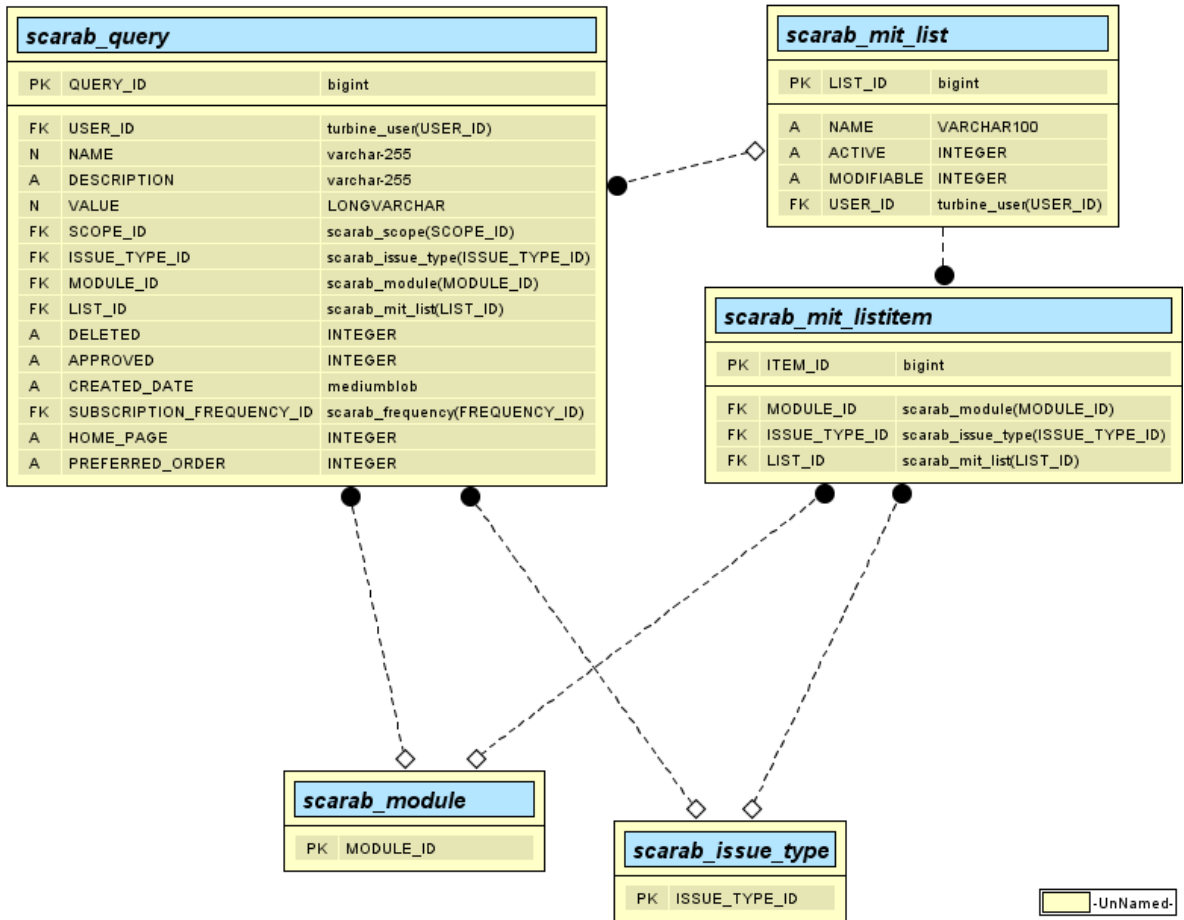 scarab_query
PK QUERY_ID bigint
FK USER_ID turbine_user(USER_ID)
N NAME varchar-255
A DESCRIPTION varchar-255
N VALUE LONGVARCHAR
FK SCOPE_ID scarab_scope(SCOPE_ID)
FK ISSUE_TYPE_ID scarab_issue_type(ISSUE_TYPE_ID)
FK MODULE_ID scarab_module(MODULE_ID)
FK LIST_ID scarab_mit_list(LIST_ID)
A DELETED INTEGER
A APPROVED INTEGER
A CREATED_DATE mediumblob
FK SUBSCRIPTION_FREQUENCY_ID scarab_frequency(FREQUENCY_ID)
A HOME_PAGE INTEGER
A PREFERRED_ORDER INTEGER
scarab_mit_list
PK LIST_ID bigint
A NAME VARCHAR100
A ACTIVE INTEGER
A MODIFIABLE INTEGER
FK USER_ID turbine_user(USER_ID)
scarab_mit_listitem
PK ITEM_ID bigint
FK MODULE_ID scarab_module(MODULE_ID)
FK ISSUE_TYPE_ID scarab_issue_type(ISSUE_TYPE_ID)
FK LIST_ID scarab_mit_list(LIST_ID)
scarab_module
PK MODULE_ID
scarab_issue_type
PK ISSUE_TYPE_ID
-UnNamed-